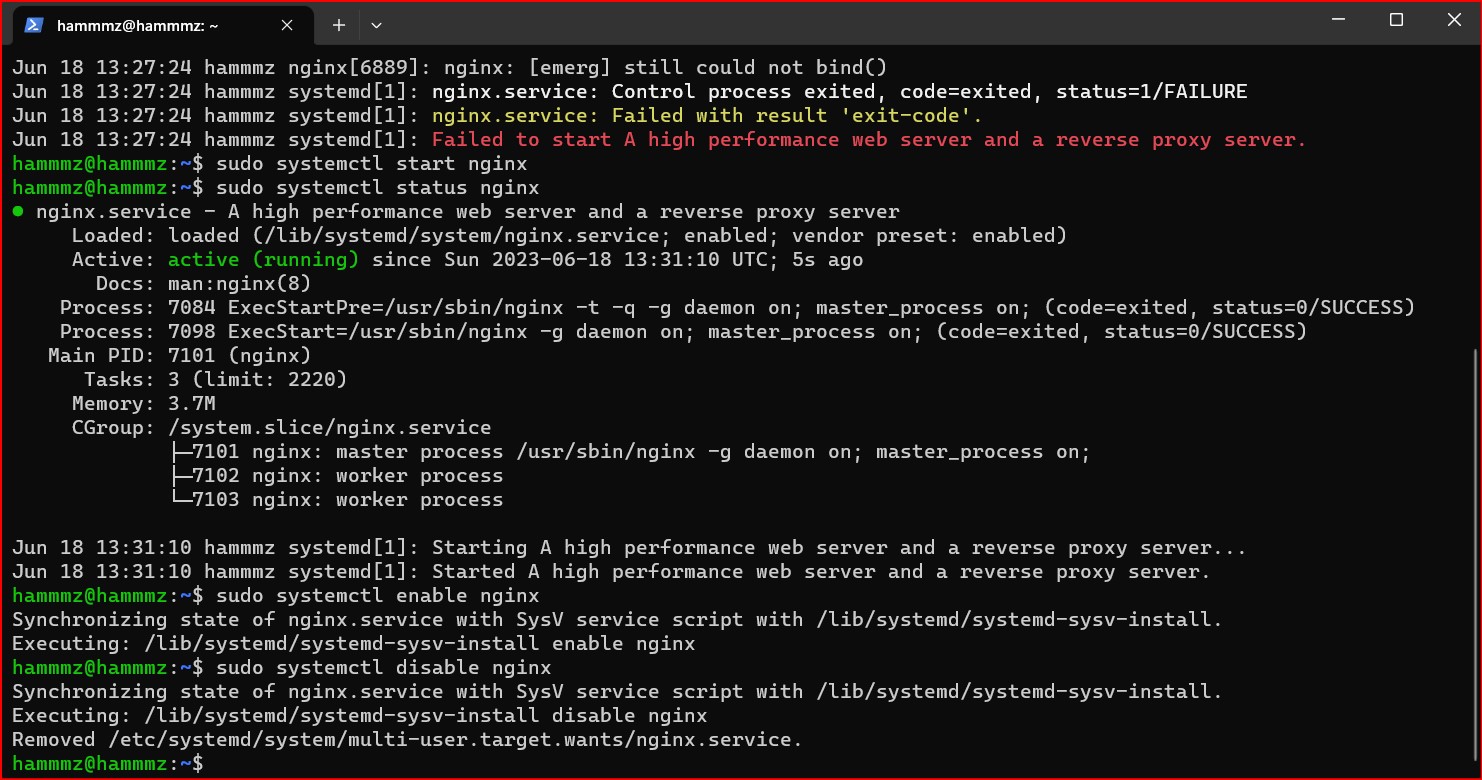 hammmz@hammmz: ~
Jun 18 13:27:24 hammmz nginx[6889]: nginx: [emerg] still could not bind()
Jun 18 13:27:24 hammmz systemd[1]: nginx.service: Control process exited, code=exited, status=1/FAILURE
Jun 18 13:27:24 hammmz systemd[1]: nginx.service: Failed with result 'exit-code'.
Jun 18 13:27:24 hammmz systemd[1]: Failed to start A high performance web server and a reverse proxy server.
hammmz@hammmz:~$ sudo systemctl start nginx
hammmz@hammmz:~$ sudo systemctl status nginx
● nginx.service - A high performance web server and a reverse proxy server
     Loaded: loaded (/lib/systemd/system/nginx.service; enabled; vendor preset: enabled)
     Active: active (running) since Sun 2023-06-18 13:31:10 UTC; 5s ago
       Docs: man:nginx(8)
    Process: 7084 ExecStartPre=/usr/sbin/nginx -t -q -g daemon on; master_process on; (code=exited, status=0/SUCCESS)
    Process: 7098 ExecStart=/usr/sbin/nginx -g daemon on; master_process on; (code=exited, status=0/SUCCESS)
   Main PID: 7101 (nginx)
      Tasks: 3 (limit: 2220)
     Memory: 3.7M
     CGroup: /system.slice/nginx.service
             ├─7101 nginx: master process /usr/sbin/nginx -g daemon on; master_process on;
             ├─7102 nginx: worker process
             └─7103 nginx: worker process
Jun 18 13:31:10 hammmz systemd[1]: Starting A high performance web server and a reverse proxy server...
Jun 18 13:31:10 hammmz systemd[1]: Started A high performance web server and a reverse proxy server.
hammmz@hammmz:~$ sudo systemctl enable nginx
Synchronizing state of nginx.service with SysV service script with /lib/systemd/systemd-sysv-install.
Executing: /lib/systemd/systemd-sysv-install enable nginx
hammmz@hammmz:~$ sudo systemctl disable nginx
Synchronizing state of nginx.service with SysV service script with /lib/systemd/systemd-sysv-install.
Executing: /lib/systemd/systemd-sysv-install disable nginx
Removed /etc/systemd/system/multi-user.target.wants/nginx.service.
hammmz@hammmz:~$